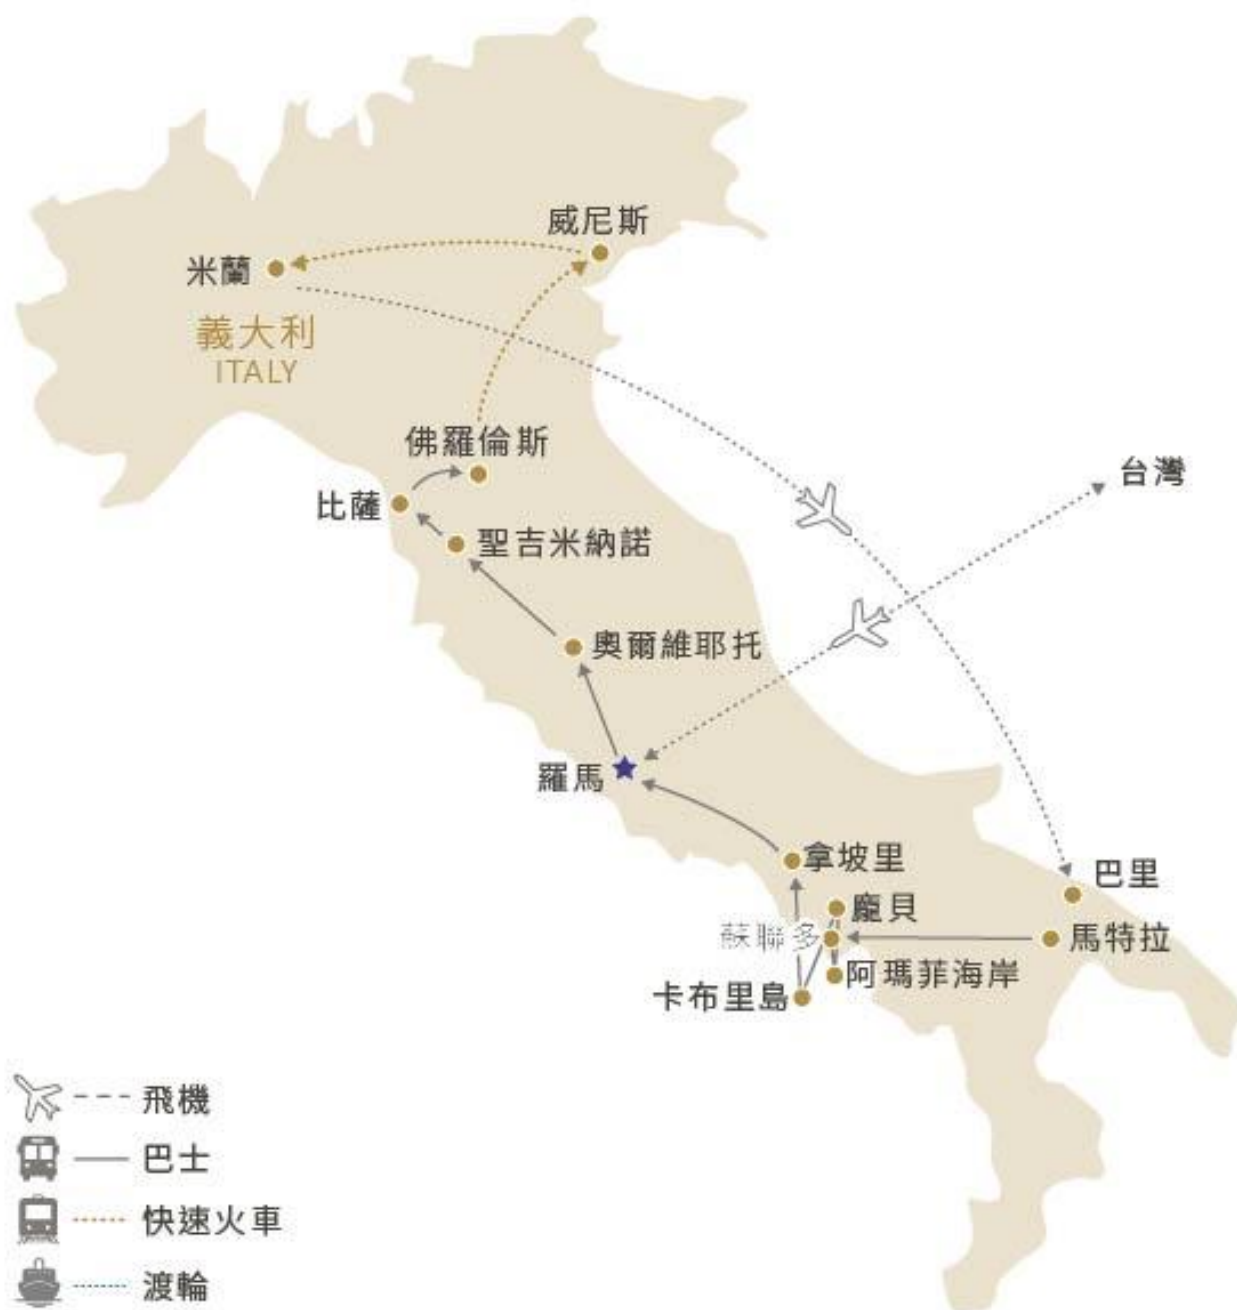 威尼斯
米蘭
義大利
ITALY
佛羅倫斯
台灣
比薩
聖吉米納諾
奧爾維耶托
羅馬
拿坡里
巴里
龐貝
蘇聯多
馬特拉
阿瑪菲海岸
卡布里島
飛機
巴士
快速火車
渡輪